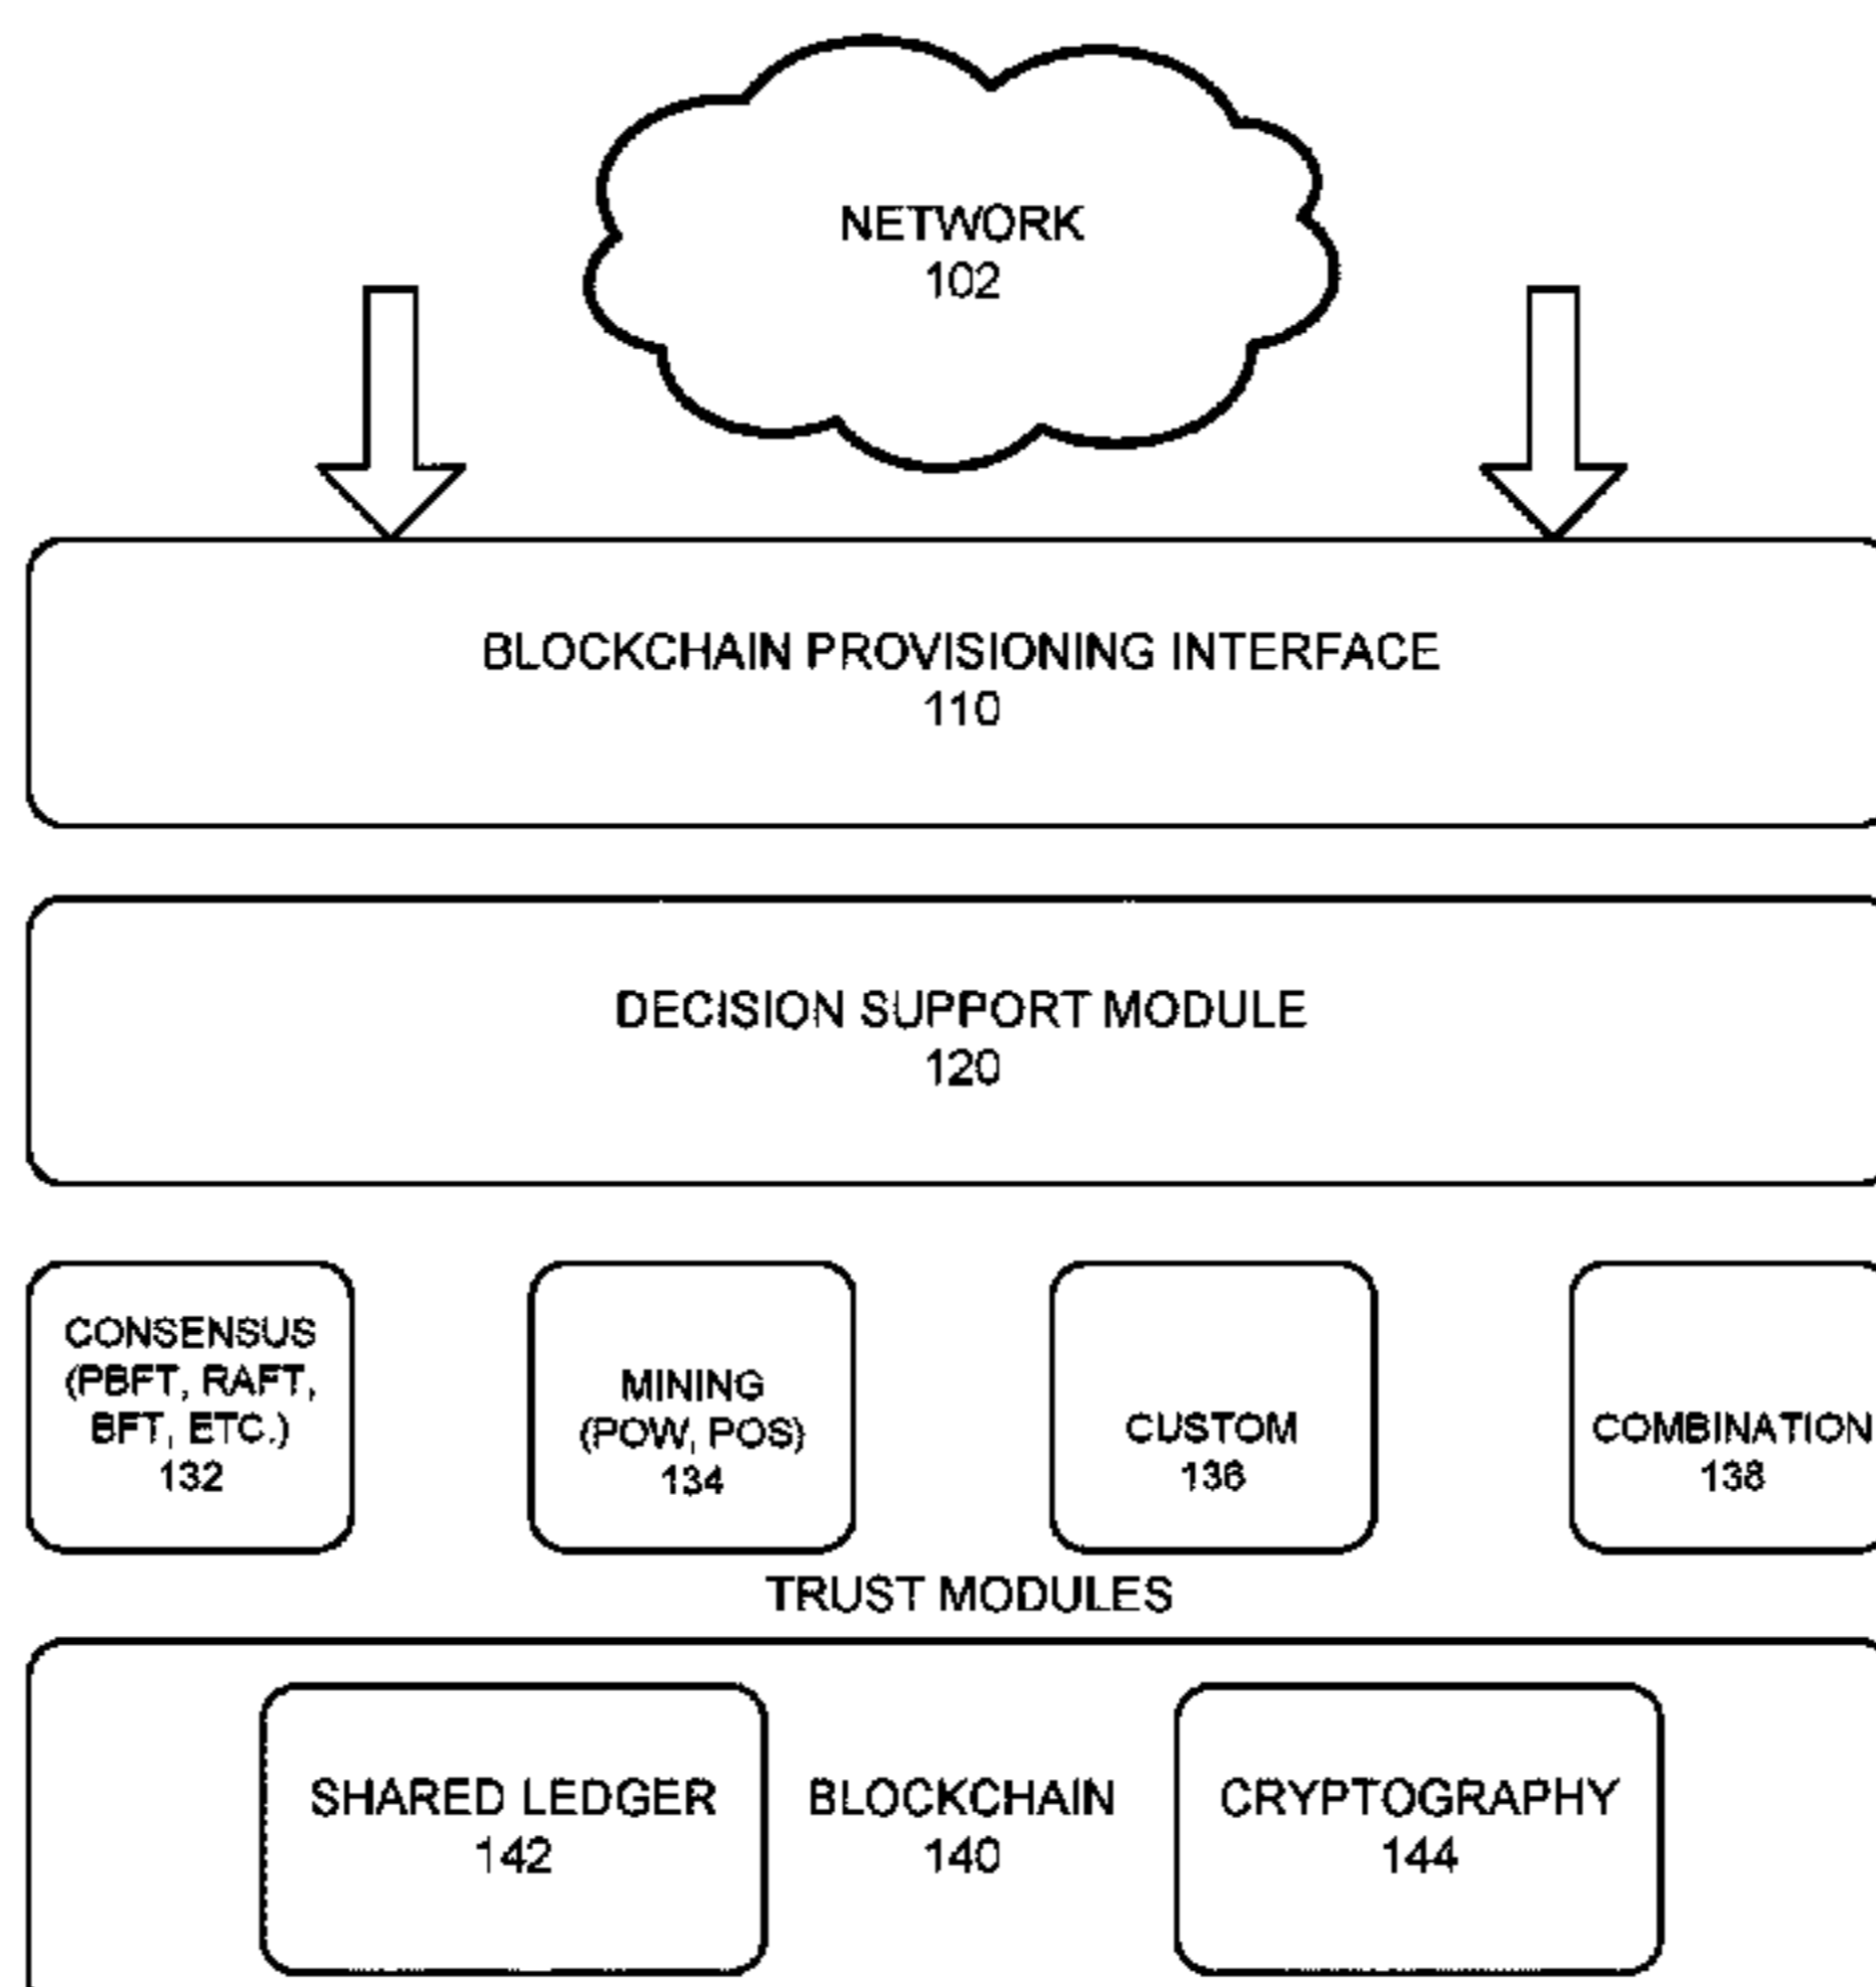 NETWORK
102
BLOCKCHAIN PROVISIONING INTERFACE
110
DECISION SUPPORT MODULE
120
CONSENSUS
(PBFT, RAFT,
BFT, ETC.)
132
MINING
(POW, POS)
134
CUSTOM
136
COMBINATION
138
TRUST MODULES
SHARED LEDGER
142
BLOCKCHAIN
140
CRYPTOGRAPHY
144